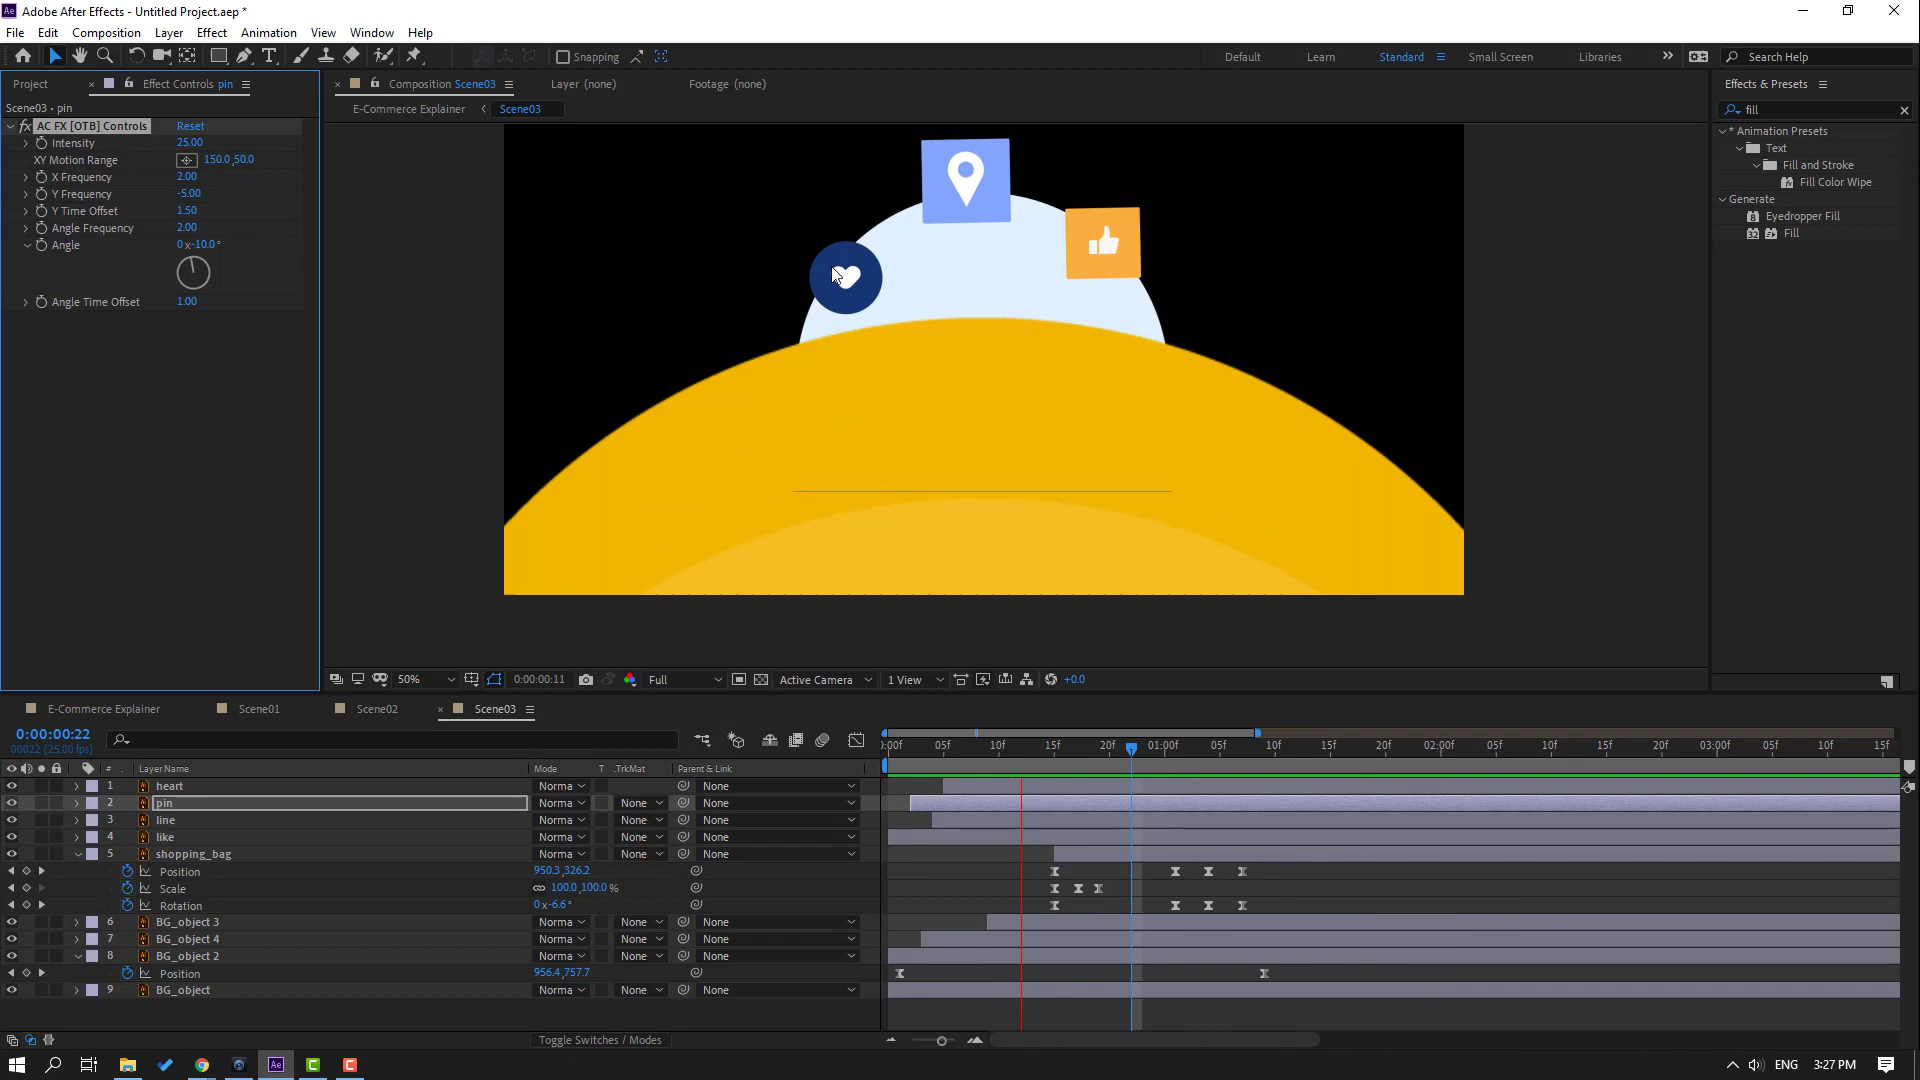 Adobe After Effects - Untitled Project.aep *
File Edit Composition Layer Effect Animation View Window Help
Snapping Default Learn Standard Small Screen Libraries Search Help
Project Effect Controls pin Composition Scene03 Layer (none) Footage (none) Effects & Presets
Scene03 • pin E-Commerce Explainer Scene03 fill
fx AC FX [OTB] Controls Reset * Animation Presets
Intensity 25.00 Text
XY Motion Range 150.0,50.0 Fill and Stroke
X Frequency 2.00 Fill Color Wipe
Y Frequency -5.00 Generate
Y Time Offset 1.50 Eyedropper Fill
Angle Frequency 2.00 Fill
Angle 0x-10.0°
Angle Time Offset 1.00
50% 0:00:00:11 Full Active Camera 1 View +0.0
E-Commerce Explainer Scene01 Scene02 Scene03
0:00:00:22
00022 (25.00 fps) 0:00f 05f 10f 15f 20f 01:00f 05f 10f 15f 20f 02:00f 05f 10f 15f 20f 03:00f 05f 10f 15f
# Layer Name Mode T .TrkMat Parent & Link
1 heart Norma None
2 pin Norma None None
3 line Norma None None
4 like Norma None None
5 shopping_bag Norma None None
Position 950.3,326.2
Scale 100.0,100.0%
Rotation 0x-6.6°
6 BG_object 3 Norma None None
7 BG_object 4 Norma None None
8 BG_object 2 Norma None None
Position 956.4,757.7
9 BG_object Norma None None
Toggle Switches / Modes
Ae ENG 3:27 PM